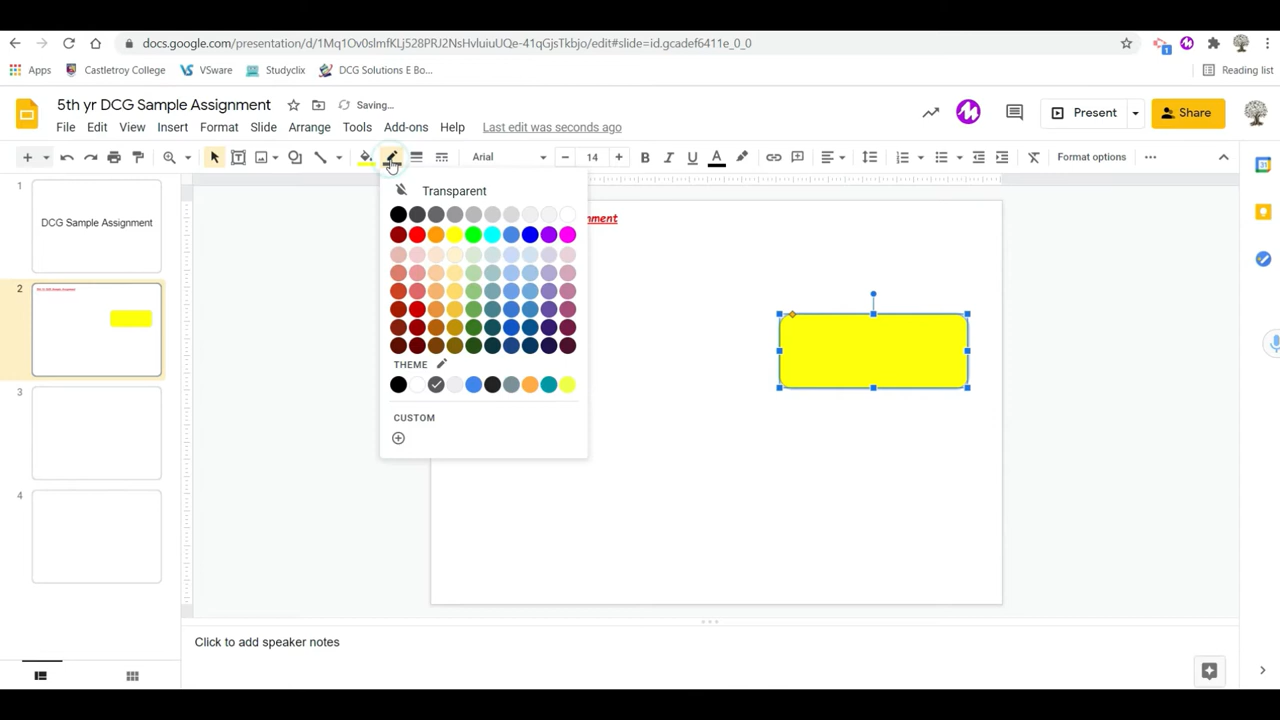 docs.google.com/presentation/d/1Mq1Ov0slmfKLj528PRJ2NsHvluiuUQe-41qGjsTkbjo/edit#slide=id.gcadef6411e_0_0
Apps Castletroy College VSware Studyclix DCG Solutions E Bo... Reading list
5th yr DCG Sample Assignment Saving...
File Edit View Insert Format Slide Arrange Tools Add-ons Help Last edit was seconds ago
Present Share
Arial 14 B I U A Format options
1
DCG Sample Assignment
2
3
4
Transparent
THEME
CUSTOM
Click to add speaker notes